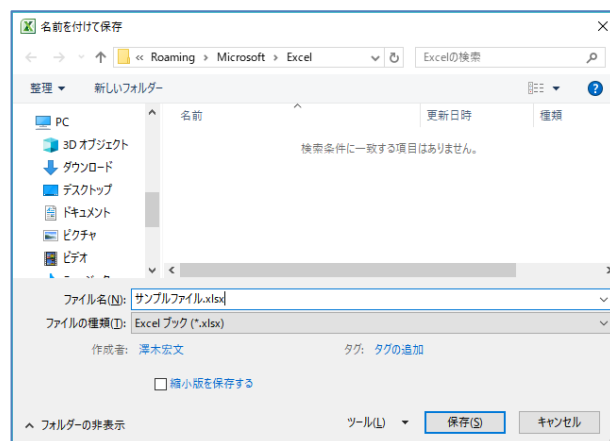 名前を付けて保存
« Roaming > Microsoft > Excel
Excelの検索
整理
新しいフォルダー
?
名前
更新日時
種類
検索条件に一致する項目はありません。
PC
3D オブジェクト
ダウンロード
デスクトップ
ドキュメント
ピクチャ
ビデオ
ファイル名(N): サンプルファイル.xlsx
ファイルの種類(T): Excel ブック (*.xlsx)
作成者: 澤木宏文
タグ: タグの追加
縮小版を保存する
フォルダーの非表示
ツール(L)
保存(S)
キャンセル